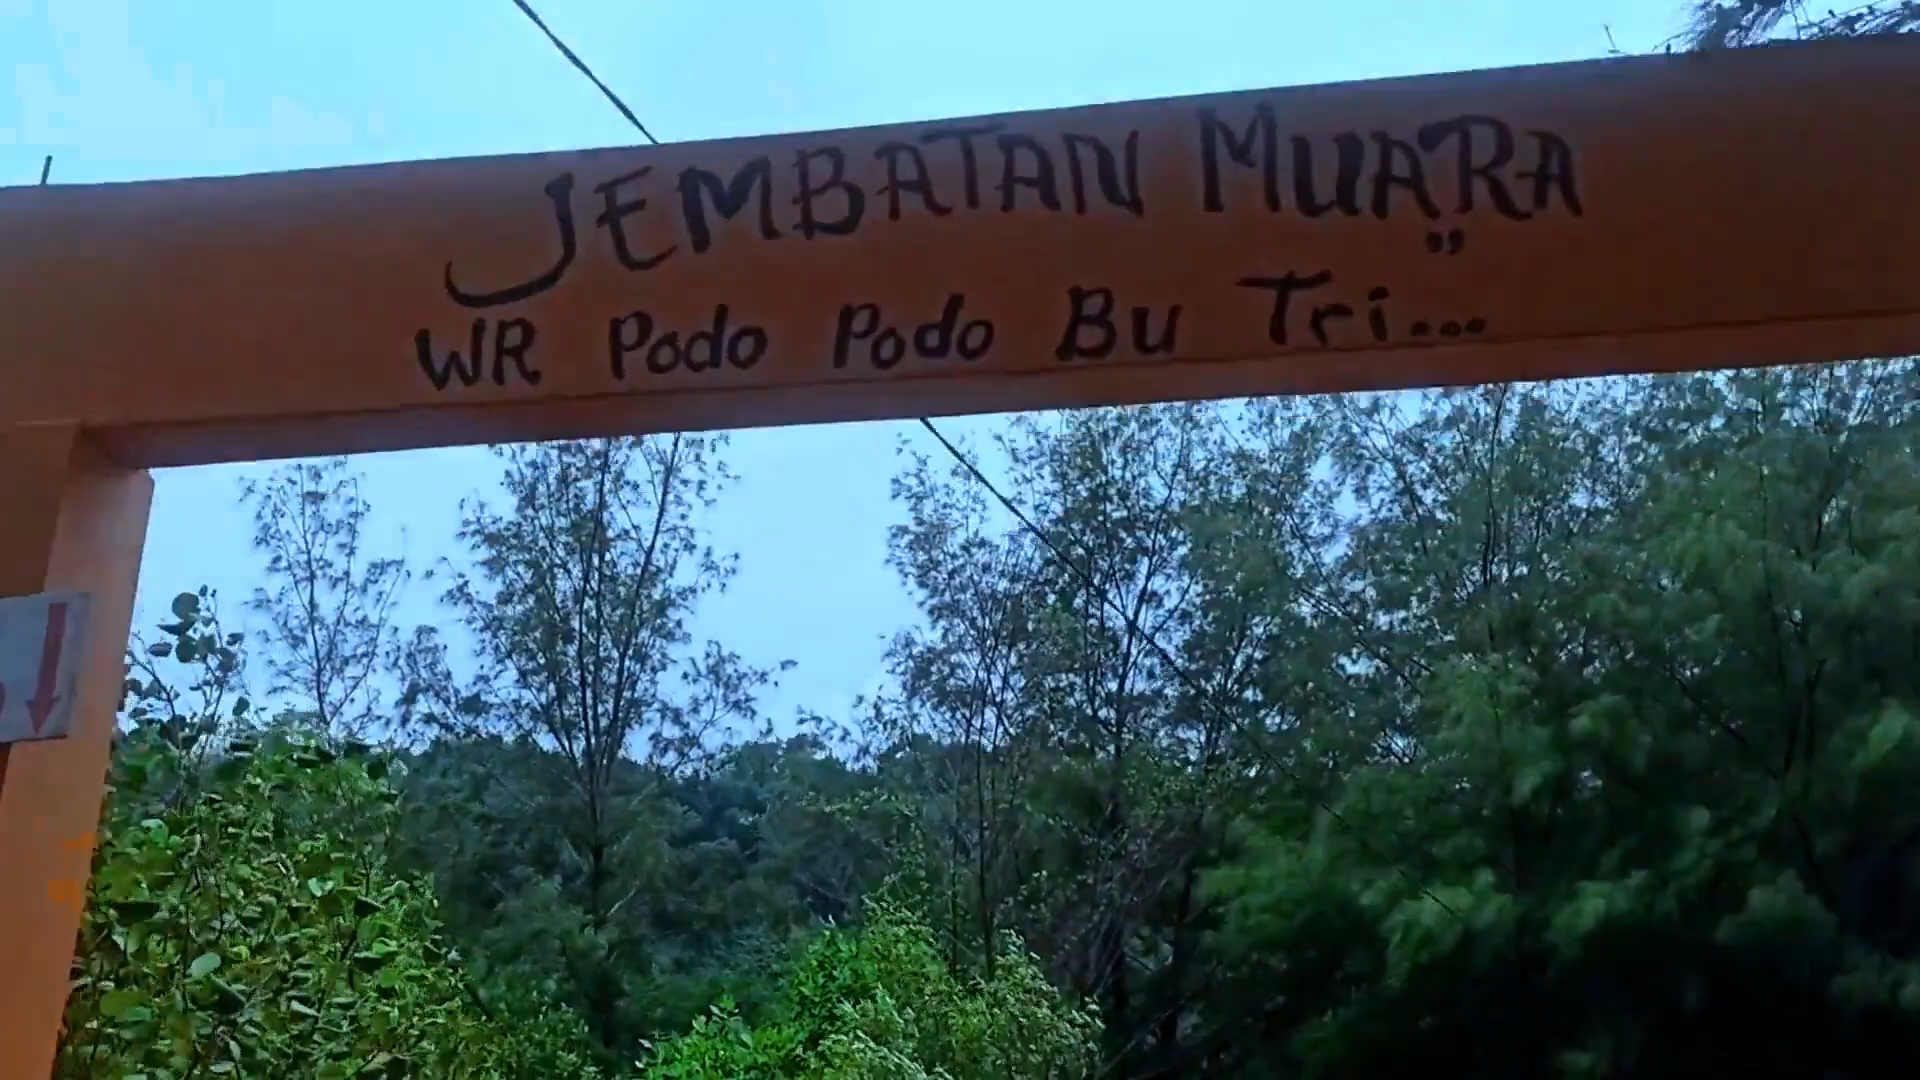 JEMBATAN MUARA
WR Podo Podo Bu Tri... "